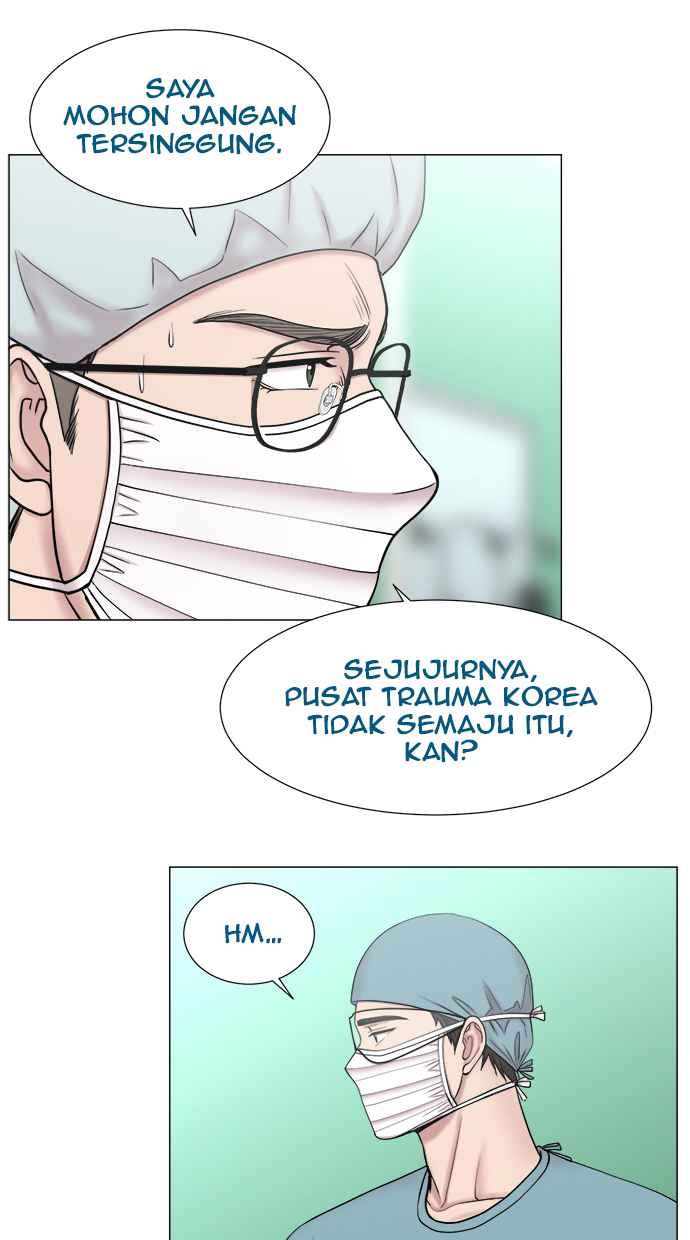 SAYA
MOHON JANGAN
TERSINGGUNG.
SEJUJURNYA,
PUSAT TRAUMA KOREA
TIDAK SEMAJU ITU,
KAN?
HM...